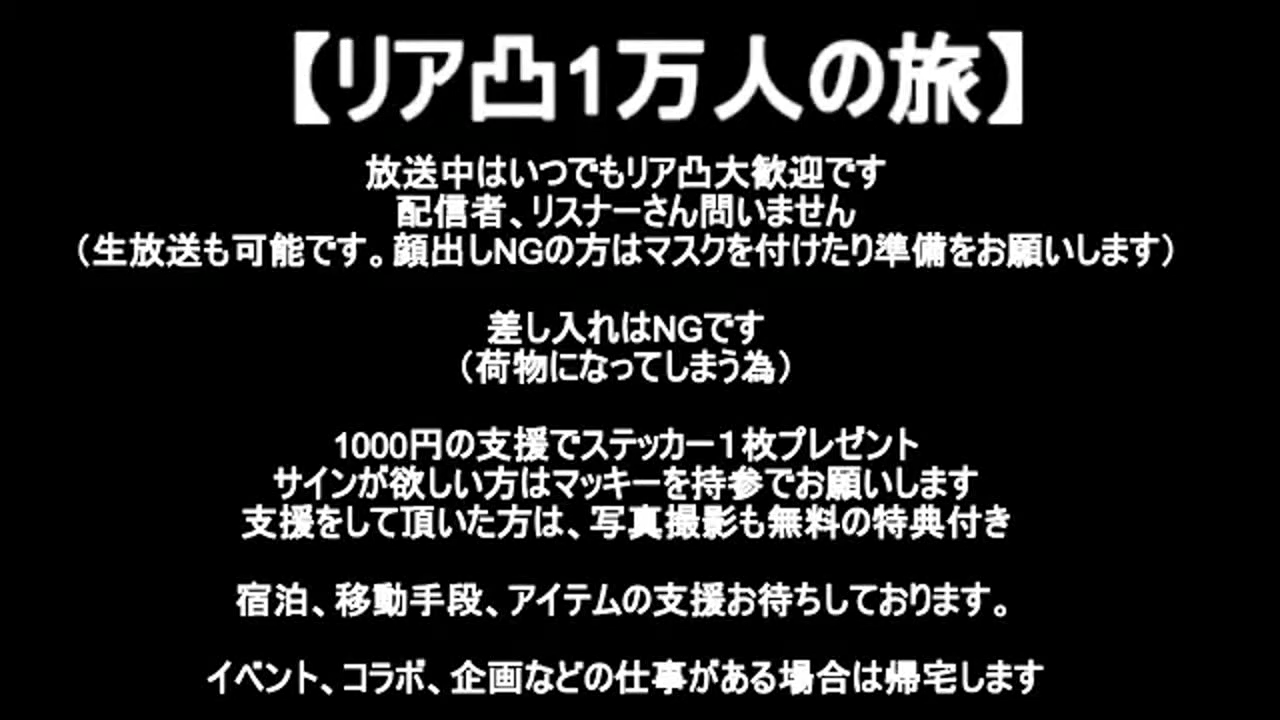 【リア凸1万人の旅】
放送中はいつでもリア凸大歓迎です
配信者、リスナーさん問いません
（生放送も可能です。顔出しNGの方はマスクを付けたり準備をお願いします）
差し入れはNGです
（荷物になってしまう為）
1000円の支援でステッカー１枚プレゼント
サインが欲しい方はマッキーを持参でお願いします
支援をして頂いた方は、写真撮影も無料の特典付き
宿泊、移動手段、アイテムの支援お待ちしております。
イベント、コラボ、企画などの仕事がある場合は帰宅します